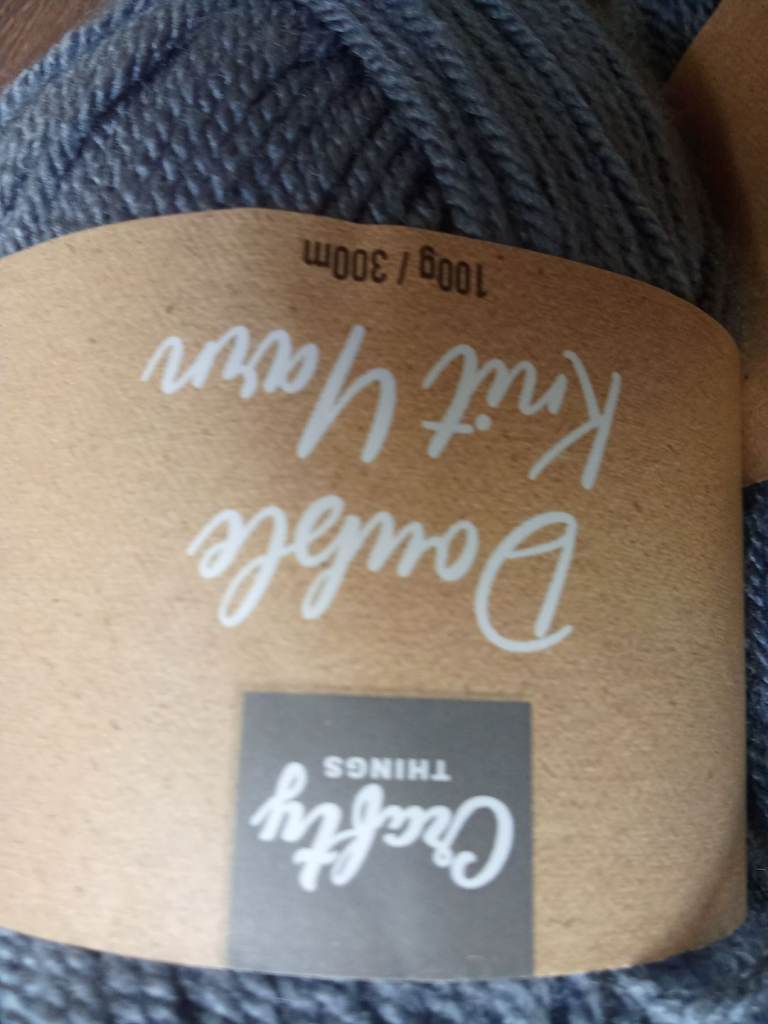 Crafty
THINGS
Double
Knit Yarn
100g / 300m